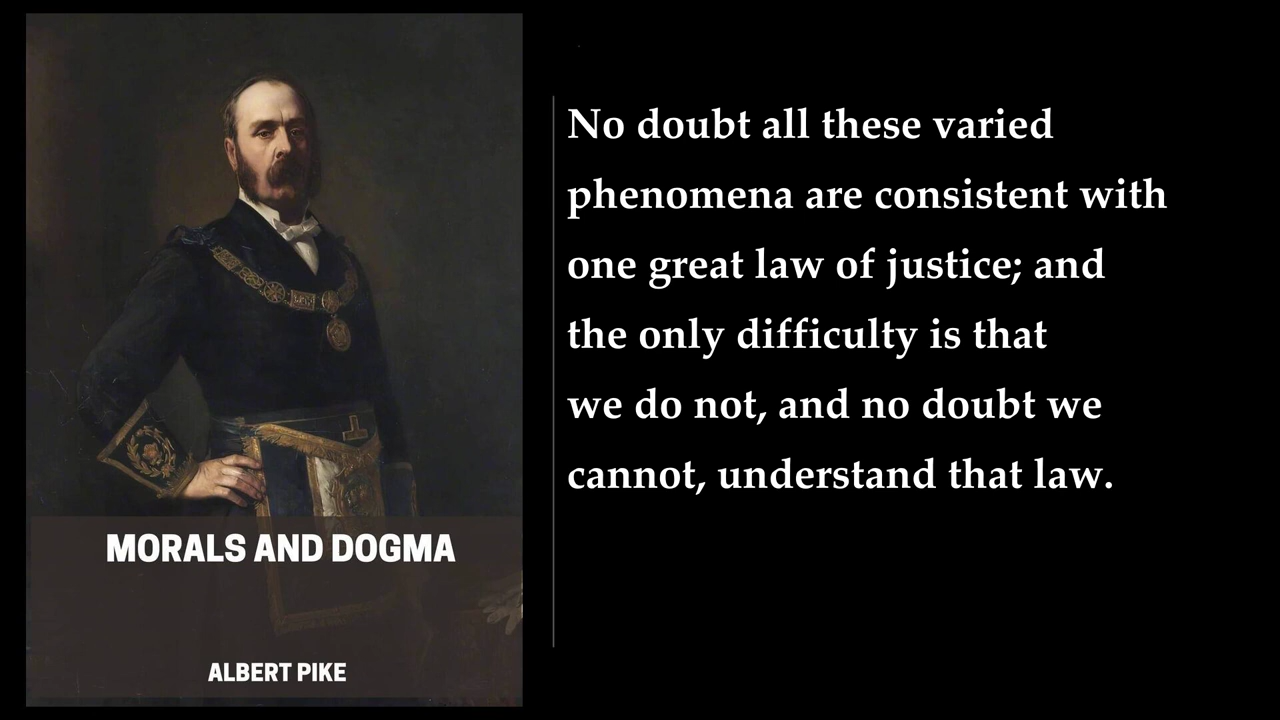 MORALS AND DOGMA
ALBERT PIKE
No doubt all these varied
phenomena are consistent with
one great law of justice; and
the only difficulty is that
we do not, and no doubt we
cannot, understand that law.